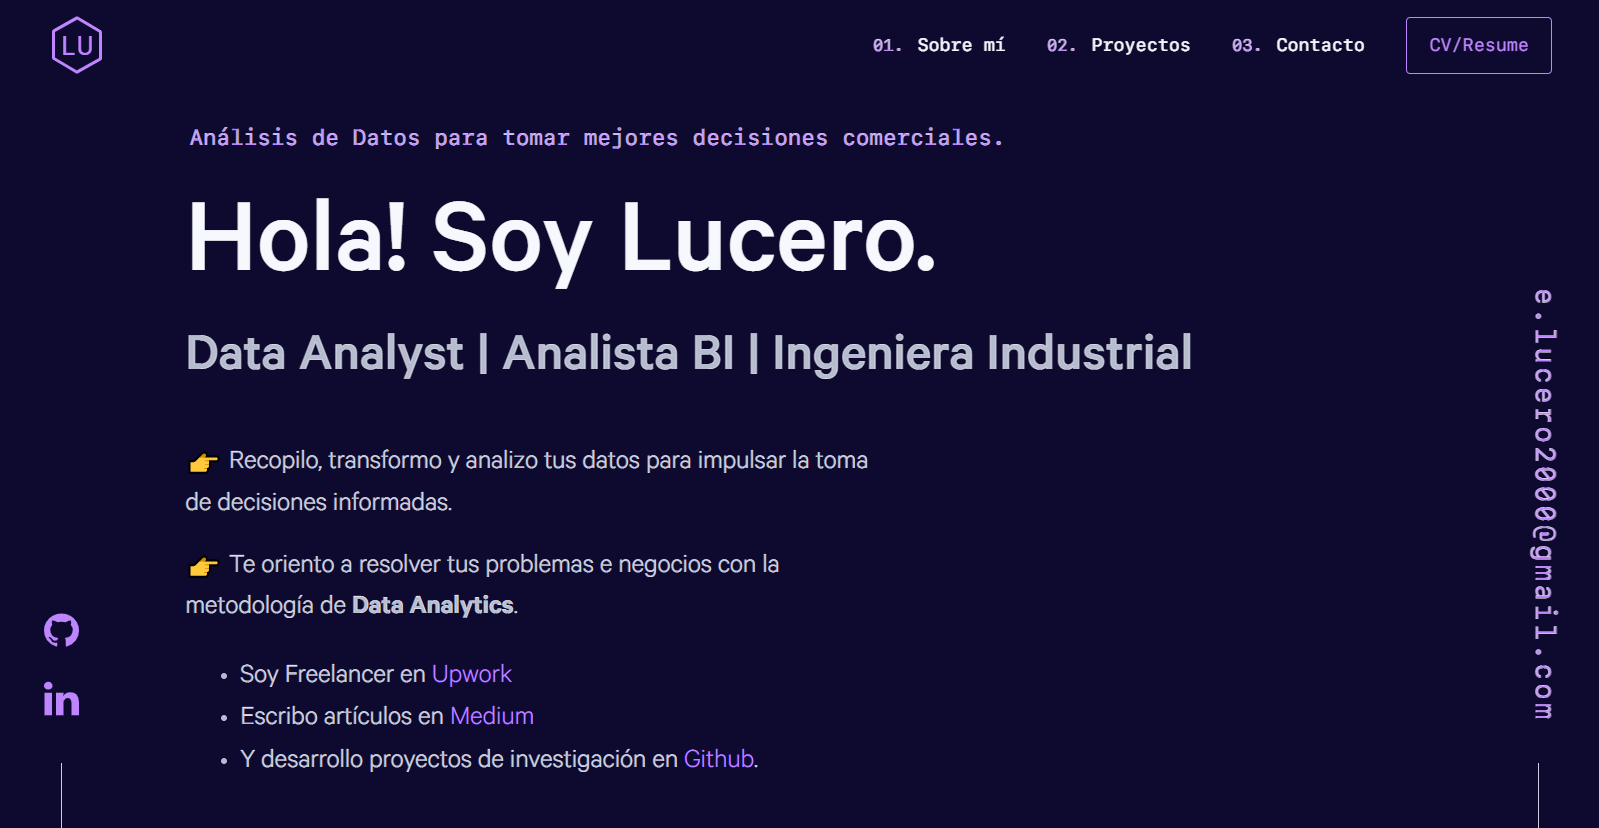 LU
01. Sobre mí
02. Proyectos
03. Contacto
CV/Resume
Análisis de Datos para tomar mejores decisiones comerciales.
Hola! Soy Lucero.
Data Analyst | Analista BI | Ingeniera Industrial
👉 Recopilo, transformo y analizo tus datos para impulsar la toma
de decisiones informadas.
👉 Te oriento a resolver tus problemas e negocios con la
metodología de Data Analytics.
• Soy Freelancer en Upwork
• Escribo artículos en Medium
• Y desarrollo proyectos de investigación en Github.
in
e.lucero2000@gmail.com